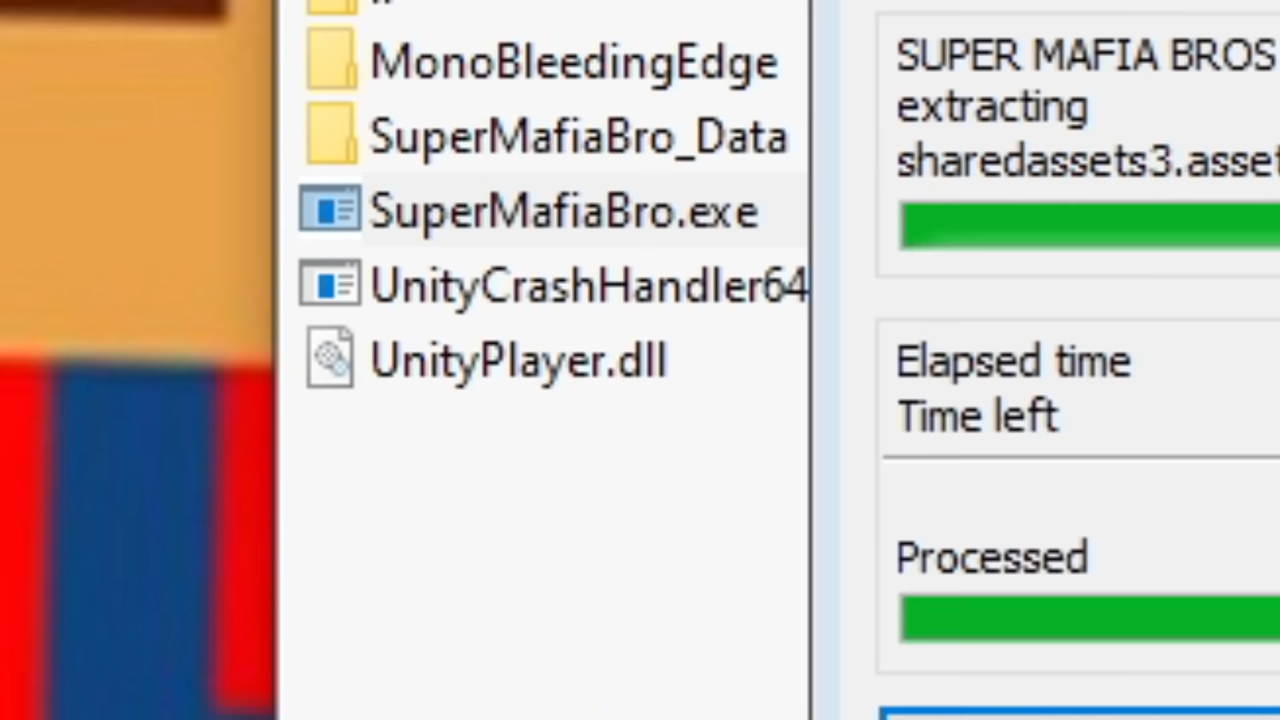 ..
MonoBleedingEdge
SuperMafiaBro_Data
SuperMafiaBro.exe
UnityCrashHandler64
UnityPlayer.dll
SUPER MAFIA BROS
extracting
sharedassets3.asset
Elapsed time
Time left
Processed